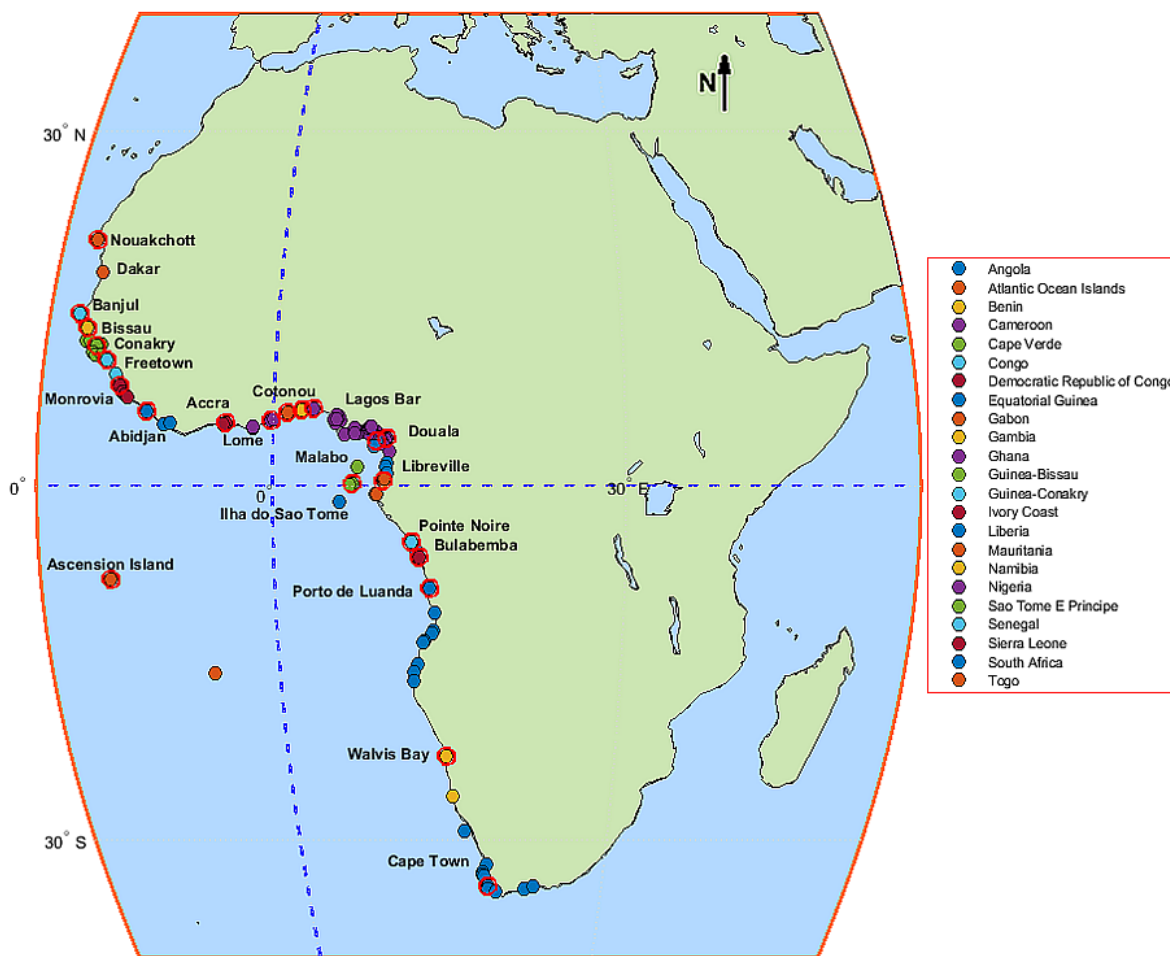 N
30° N
Nouakchott
Dakar
Banjul
Bissau
Conakry
Freetown
Monrovia
Accra
Cotonou
Lagos Bar
Abidjan
Lome
Douala
Malabo
Libreville
0°
0°
30° E
Ilha do Sao Tome
Pointe Noire
Bulabemba
Ascension Island
Porto de Luanda
Walvis Bay
30° S
Cape Town
Angola
Atlantic Ocean Islands
Benin
Cameroon
Cape Verde
Congo
Democratic Republic of Congo
Equatorial Guinea
Gabon
Gambia
Ghana
Guinea-Bissau
Guinea-Conakry
Ivory Coast
Liberia
Mauritania
Namibia
Nigeria
Sao Tome E Principe
Senegal
Sierra Leone
South Africa
Togo